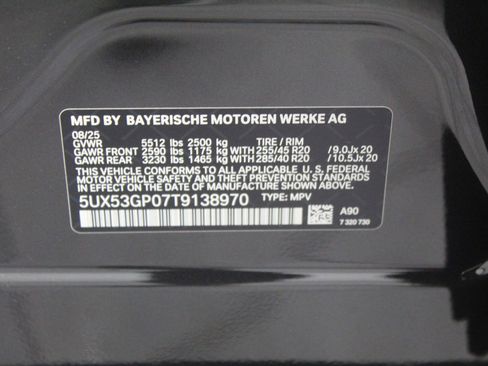 MFD BY BAYERISCHE MOTOREN WERKE AG
08/25
GVWR 5512 lbs 2500 kg TIRE / RIM
GAWR FRONT 2590 lbs 1175 kg WITH 255/45 R20 /9.0Jx 20
GAWR REAR 3230 lbs 1465 kg WITH 285/40 R20 /10.5Jx 20
THIS VEHICLE CONFORMS TO ALL APPLICABLE U. S. FEDERAL
MOTOR VEHICLE SAFETY AND THEFT PREVENTION
STANDARDS IN EFFECT ON THE DATE OF MANUFACTURE
SHOWN ABOVE.
5UX53GP07T9138970 TYPE: MPV
A90
7 320 730